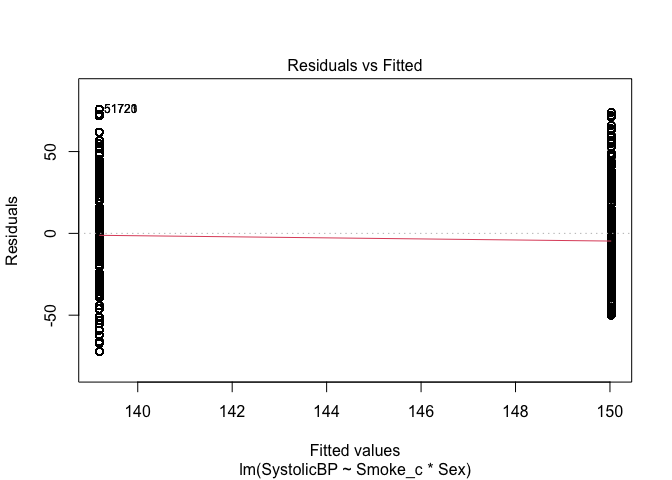 Residuals vs Fitted
50
0
-50
Residuals
140 142 144 146 148 150
Fitted values
lm(SystolicBP ~ Smoke_c * Sex)